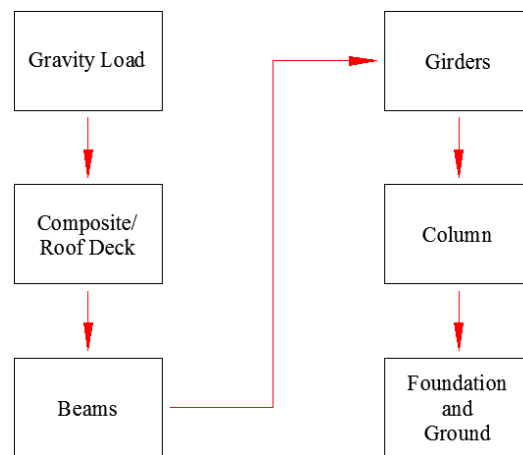 Gravity Load
Composite/
Roof Deck
Beams
Girders
Column
Foundation
and
Ground